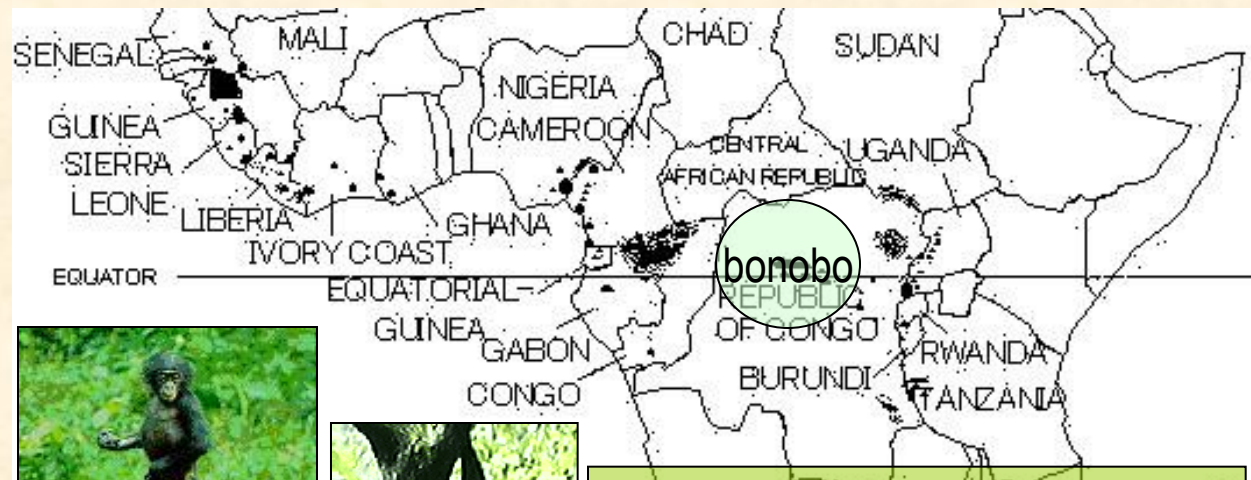 SENEGAL
MALI
CHAD
SUDAN
NIGERIA
GUINEA
CAMEROON
SIERRA
LEONE
CENTRAL
AFRICAN REPUBLIC
UGANDA
LIBERIA
GHANA
IVORY COAST
bonobo
EQUATOR
EQUATORIAL
GUINEA
REPUBLIC
OF CONGO
GABON
RWANDA
CONGO
BURUNDI
TANZANIA